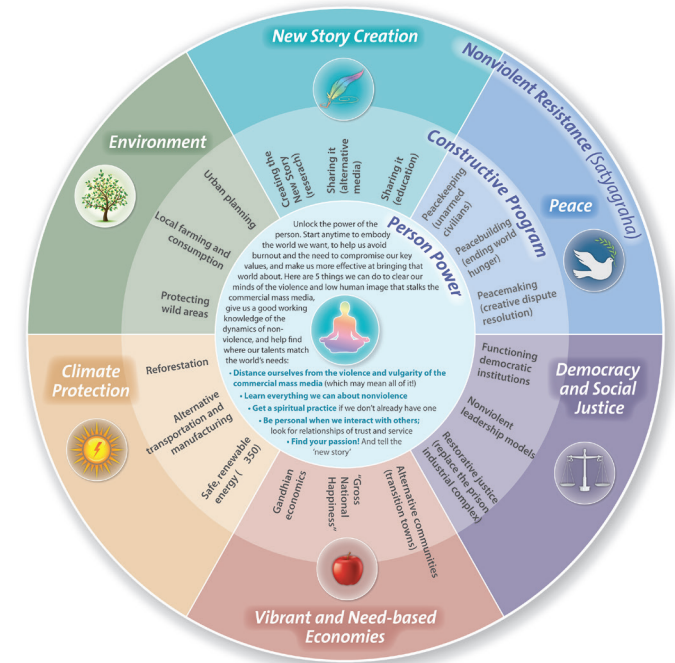 New Story Creation
Nonviolent Resistance (Satyagraha)
Constructive Program
Person Power
Creating the
New Story
(reserach)
Sharing it
(alternative
media)
Sharing it
(education)
Peace
Peacekeeping
(unarmed
civilians)
Peacebuilding
(ending world
hunger)
Peacemaking
(creative dispute
resolution)
Democracy
and Social
Justice
Functioning
democratic
institutions
Nonviolent
leadership models
Restorative justice
(replace the prison
industrial complex)
Vibrant and Need-based
Economies
Alternative communities
(transition towns)
"Gross
National
Happiness"
Gandhian
economics
Climate
Protection
Safe, renewable
energy ( 350)
Alternative
transportation and
manufacturing
Reforestation
Environment
Protecting
wild areas
Local farming and
consumption
Urban planning
Unlock the power of the
person. Start anytime to embody
the world we want, to help us avoid
burnout and the need to compromise our key
values, and make us more effective at bringing that
world about. Here are 5 things we can do to clear our
minds of the violence and low human image that stalks the
commercial mass media,
give us a good working
knowledge of the
dynamics of non-
violence, and help find
where our talents match
the world's needs:
• Distance ourselves from the violence and vulgarity of the
commercial mass media (which may mean all of it!)
• Learn everything we can about nonviolence
• Get a spiritual practice if we don't already have one
• Be personal when we interact with others;
look for relationships of trust and service
• Find your passion! And tell the
'new story'